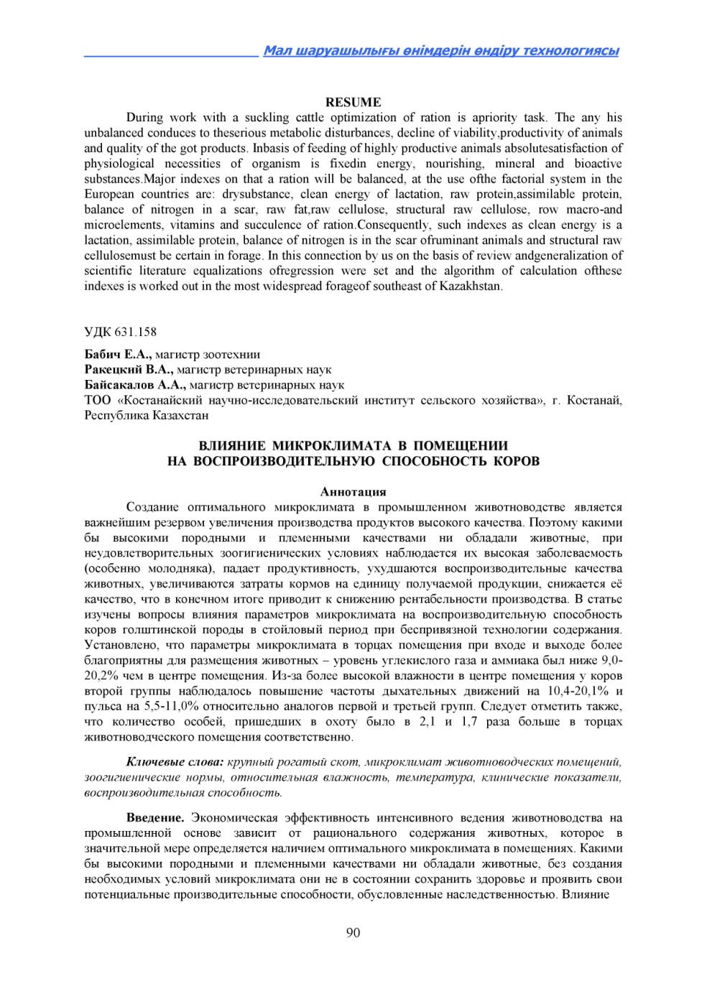 Мал шаруашылығы өнімдерін өндіру технологиясы
RESUME
During work with a suckling cattle optimization of ration is apriority task. The any his
unbalanced conduces to theserious metabolic disturbances, decline of viability,productivity of animals
and quality of the got products. Inbasis of feeding of highly productive animals absolutesatisfaction of
physiological necessities of organism is fixedin energy, nourishing, mineral and bioactive
substances.Major indexes on that a ration will be balanced, at the use ofthe factorial system in the
European countries are: drysubstance, clean energy of lactation, raw protein,assimilable protein,
balance of nitrogen in a scar, raw fat,raw cellulose, structural raw cellulose, row macro-and
microelements, vitamins and succulence of ration.Consequently, such indexes as clean energy is a
lactation, assimilable protein, balance of nitrogen is in the scar ofruminant animals and structural raw
cellulosemust be certain in forage. In this connection by us on the basis of review andgeneralization of
scientific literature equalizations ofregression were set and the algorithm of calculation ofthese
indexes is worked out in the most widespread forageof southeast of Kazakhstan.
УДК 631.158
Бабич Е.А., магистр зоотехнии
Ракецкий В.А., магистр ветеринарных наук
Байсакалов А.А., магистр ветеринарных наук
ТОО «Костанайский научно-исследовательский институт сельского хозяйства», г. Костанай,
Республика Казахстан
ВЛИЯНИЕ МИКРОКЛИМАТА В ПОМЕЩЕНИИ
НА ВОСПРОИЗВОДИТЕЛЬНУЮ СПОСОБНОСТЬ КОРОВ
Аннотация
Создание оптимального микроклимата в промышленном животноводстве является
важнейшим резервом увеличения производства продуктов высокого качества. Поэтому какими
бы высокими породными и племенными качествами ни обладали животные, при
неудовлетворительных зоогигиенических условиях наблюдается их высокая заболеваемость
(особенно молодняка), падает продуктивность, ухудшаются воспроизводительные качества
животных, увеличиваются затраты кормов на единицу получаемой продукции, снижается её
качество, что в конечном итоге приводит к снижению рентабельности производства. В статье
изучены вопросы влияния параметров микроклимата на воспроизводительную способность
коров голштинской породы в стойловый период при беспривязной технологии содержания.
Установлено, что параметры микроклимата в торцах помещения при входе и выходе более
благоприятны для размещения животных – уровень углекислого газа и аммиака был ниже 9,0-
20,2% чем в центре помещения. Из-за более высокой влажности в центре помещения у коров
второй группы наблюдалось повышение частоты дыхательных движений на 10,4-20,1% и
пульса на 5,5-11,0% относительно аналогов первой и третьей групп. Следует отметить также,
что количество особей, пришедших в охоту было в 2,1 и 1,7 раза больше в торцах
животноводческого помещения соответственно.
Ключевые слова: крупный рогатый скот, микроклимат животноводческих помещений,
зоогигиенические нормы, относительная влажность, температура, клинические показатели,
воспроизводительная способность.
Введение. Экономическая эффективность интенсивного ведения животноводства на
промышленной основе зависит от рационального содержания животных, которое в
значительной мере определяется наличием оптимального микроклимата в помещениях. Какими
бы высокими породными и племенными качествами ни обладали животные, без создания
необходимых условий микроклимата они не в состоянии сохранить здоровье и проявить свои
потенциальные производительные способности, обусловленные наследственностью. Влияние
90